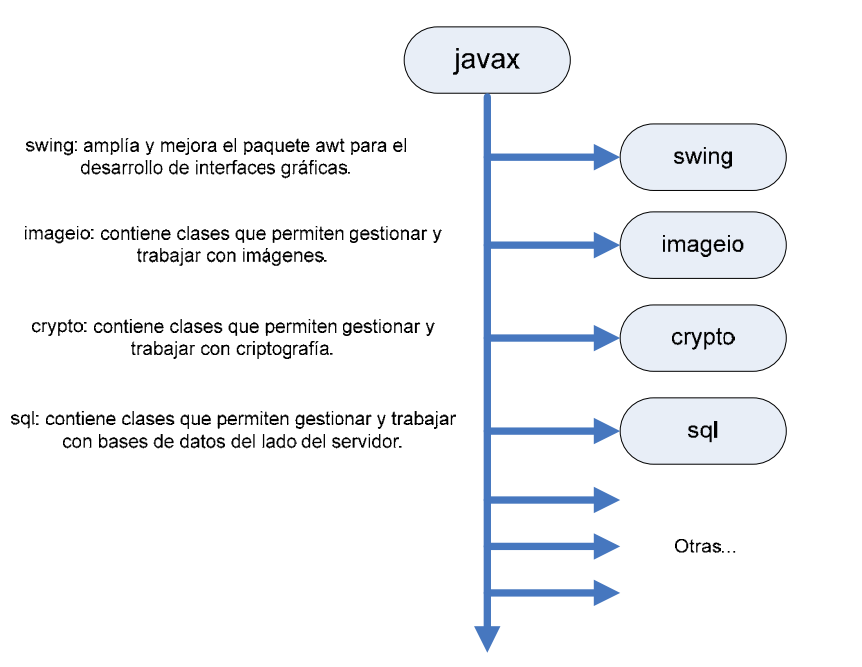 javax
swing: amplía y mejora el paquete awt para el
desarrollo de interfaces gráficas.
swing
imageio: contiene clases que permiten gestionar y
trabajar con imágenes.
imageio
crypto: contiene clases que permiten gestionar y
trabajar con criptografía.
crypto
sql: contiene clases que permiten gestionar y trabajar
con bases de datos del lado del servidor.
sql
Otras...